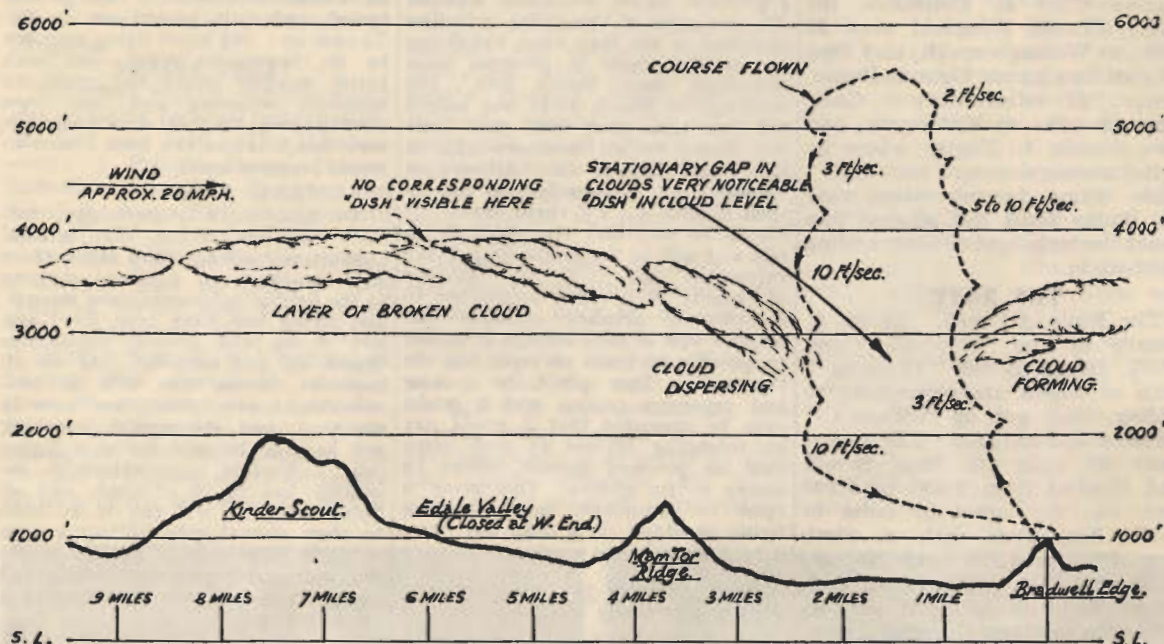 6000'
6003
COURSE FLOWN
2 Ft/sec.
5000'
5000'
WIND
APPROX. 20 M.P.H.
NO CORRESPONDING
"DISH" VISIBLE HERE
STATIONARY GAP IN
CLOUDS VERY NOTICEABLE
"DISH" IN CLOUD LEVEL
3 Ft/sec.
5 to 10 Ft/sec.
4000'
4000'
10 Ft/sec.
LAYER OF BROKEN CLOUD
3000'
3000'
CLOUD
DISPERSING.
CLOUD
FORMING.
3 Ft/sec.
2000'
2000'
10 Ft/sec.
Kinder Scout.
Edale Valley
(Closed at W. End)
1000'
1000'
Mam Tor
Ridge.
Bradwell Edge.
9 MILES
8 MILES
7 MILES
6 MILES
5 MILES
4 MILES
3 MILES
2 MILES
1 MILE
S. L.
S. L.